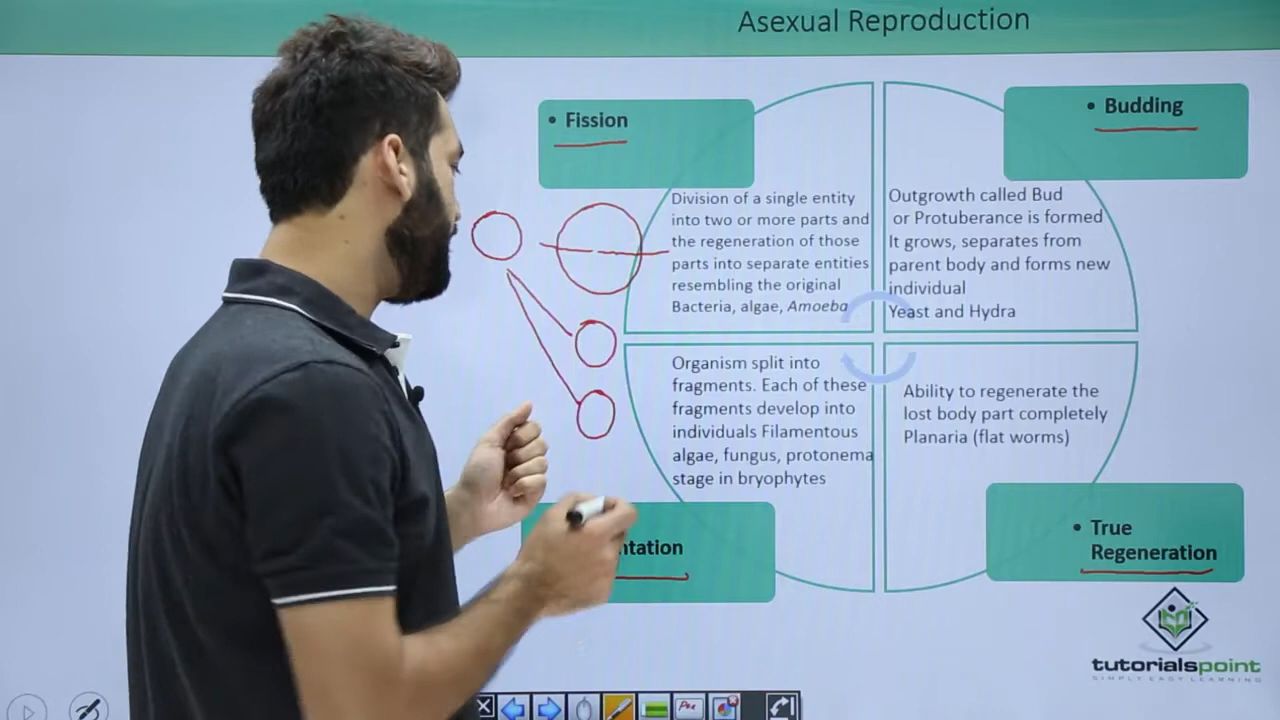 Asexual Reproduction
• Fission
• Budding
Division of a single entity
into two or more parts and
the regeneration of those
parts into separate entities
resembling the original
Bacteria, algae, Amoeba
Outgrowth called Bud
or Protuberance is formed
It grows, separates from
parent body and forms new
individual
Yeast and Hydra
Organism split into
fragments. Each of these
fragments develop into
individuals Filamentous
algae, fungus, protonema
stage in bryophytes
Ability to regenerate the
lost body part completely
Planaria (flat worms)
ntation
• True
Regeneration
tutorialspoint
SIMPLY EASY LEARNING
Pen